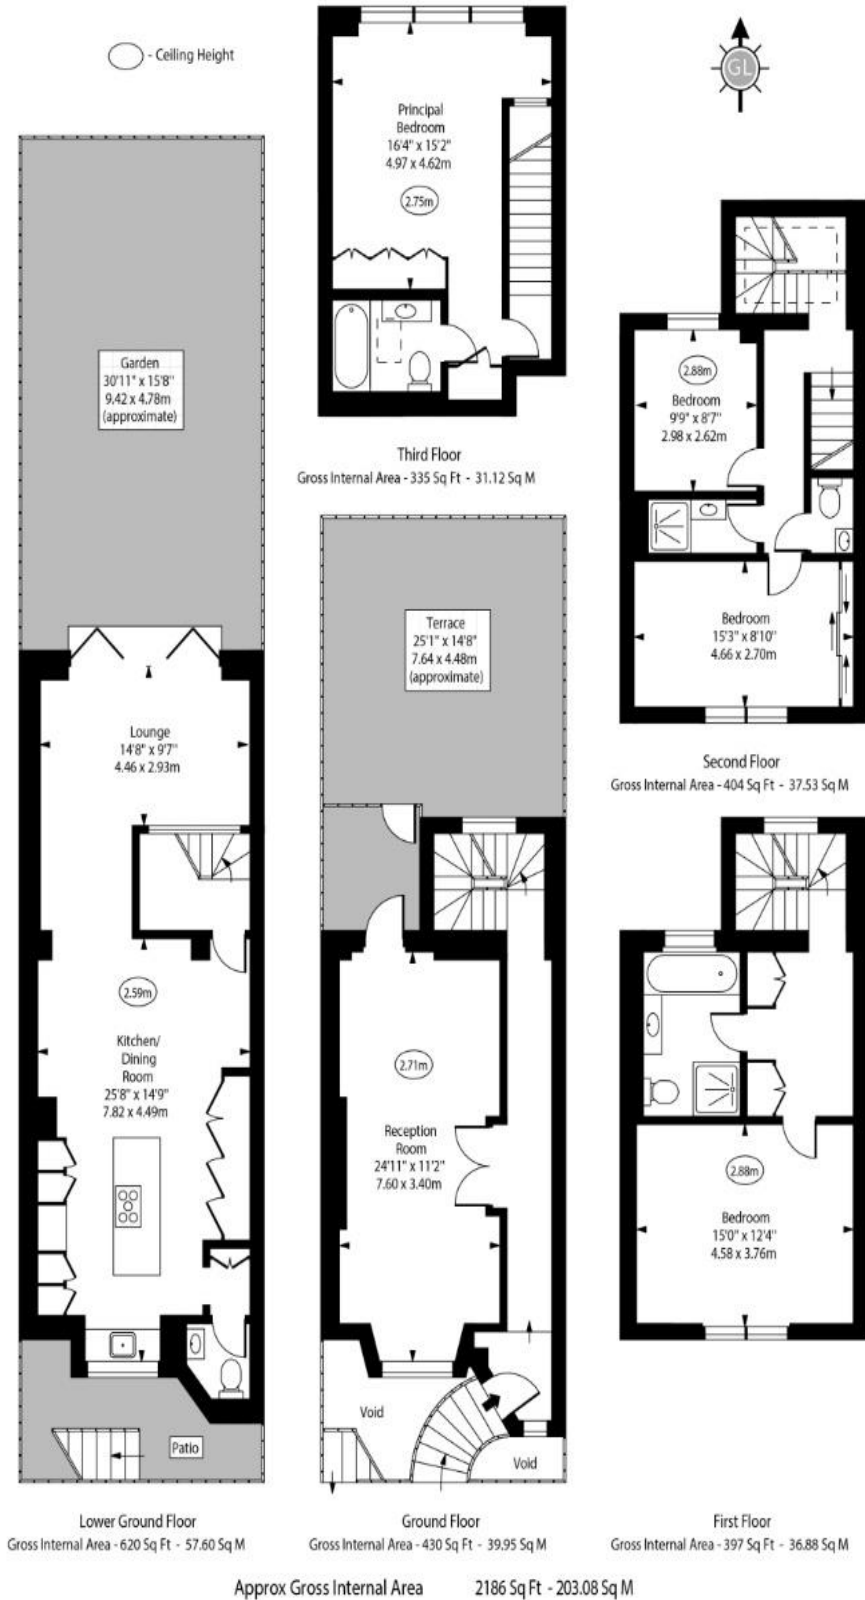 - Ceiling Height
GL
Principal
Bedroom
16'4" x 15'2"
4.97 x 4.62m
2.75m
Third Floor
Gross Internal Area - 335 Sq Ft - 31.12 Sq M
Garden
30'11" x 15'8"
9.42 x 4.78m
(approximate)
2.88m
Bedroom
9'9" x 8'7"
2.98 x 2.62m
Bedroom
15'3" x 8'10"
4.66 x 2.70m
Second Floor
Gross Internal Area - 404 Sq Ft - 37.53 Sq M
Terrace
25'1" x 14'8"
7.64 x 4.48m
(approximate)
Lounge
14'8" x 9'7"
4.46 x 2.93m
2.59m
Kitchen/
Dining
Room
25'8" x 14'9"
7.82 x 4.49m
Patio
Lower Ground Floor
Gross Internal Area - 620 Sq Ft - 57.60 Sq M
2.71m
Reception
Room
24'11" x 11'2"
7.60 x 3.40m
Void
Void
Ground Floor
Gross Internal Area - 430 Sq Ft - 39.95 Sq M
2.88m
Bedroom
15'0" x 12'4"
4.58 x 3.76m
First Floor
Gross Internal Area - 397 Sq Ft - 36.88 Sq M
Approx Gross Internal Area 2186 Sq Ft - 203.08 Sq M